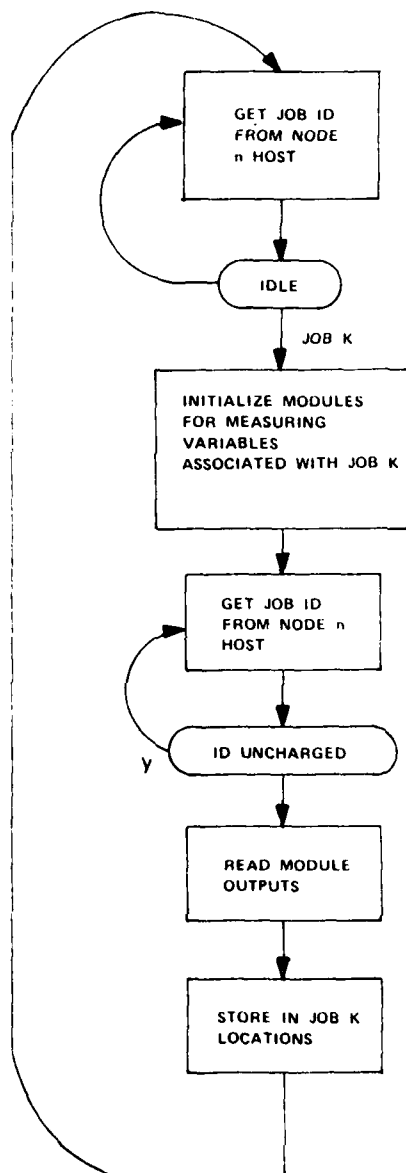 GET JOB ID
FROM NODE
n HOST
IDLE
JOB K
INITIALIZE MODULES
FOR MEASURING
VARIABLES
ASSOCIATED WITH JOB K
GET JOB ID
FROM NODE n
HOST
ID UNCHARGED
y
READ MODULE
OUTPUTS
STORE IN JOB K
LOCATIONS